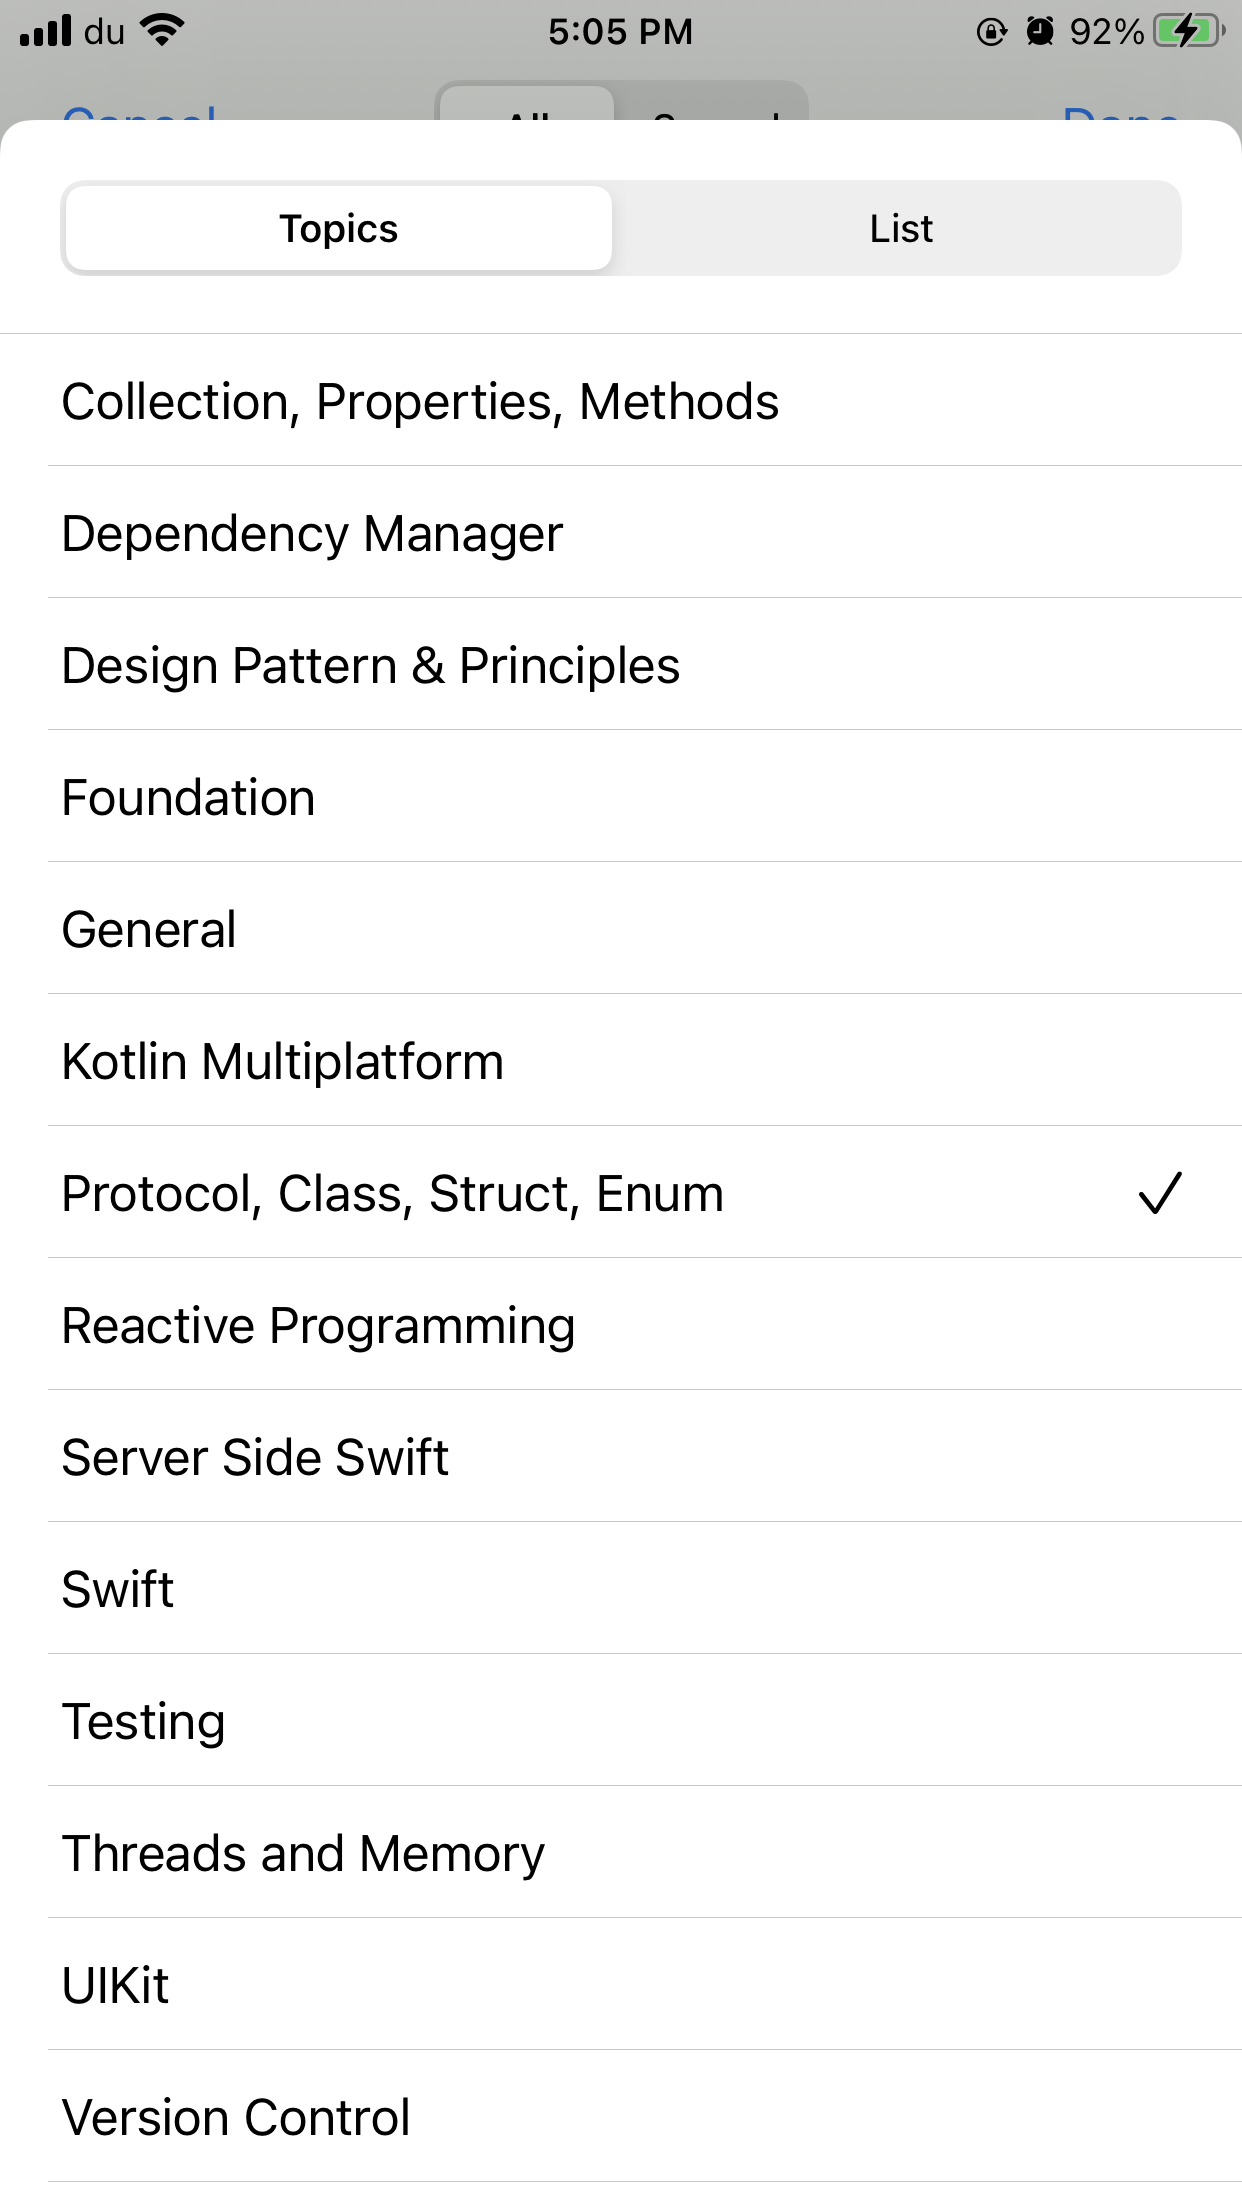 du 5:05 PM 92%
Topics List
Collection, Properties, Methods
Dependency Manager
Design Pattern & Principles
Foundation
General
Kotlin Multiplatform
Protocol, Class, Struct, Enum
Reactive Programming
Server Side Swift
Swift
Testing
Threads and Memory
UIKit
Version Control